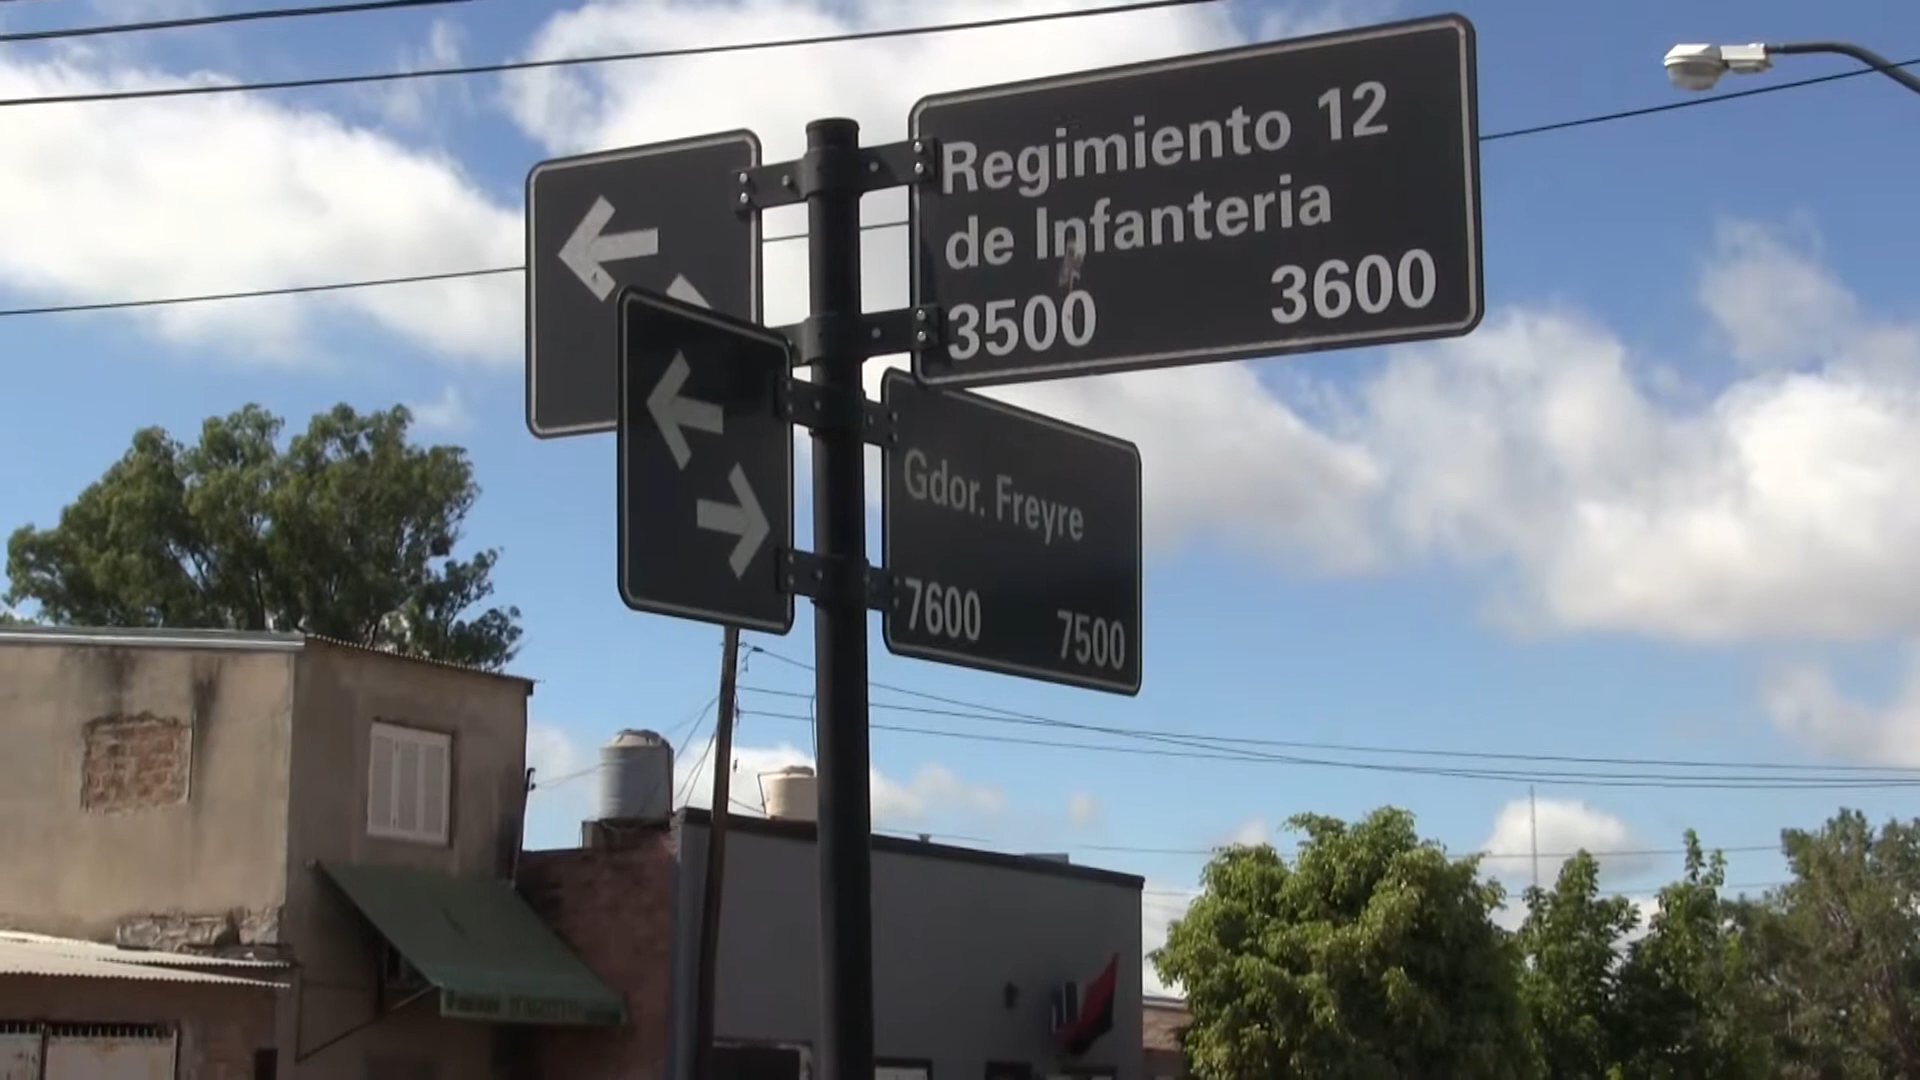 Regimiento 12
de Infanteria
3500 3600
Gdor. Freyre
7600 7500